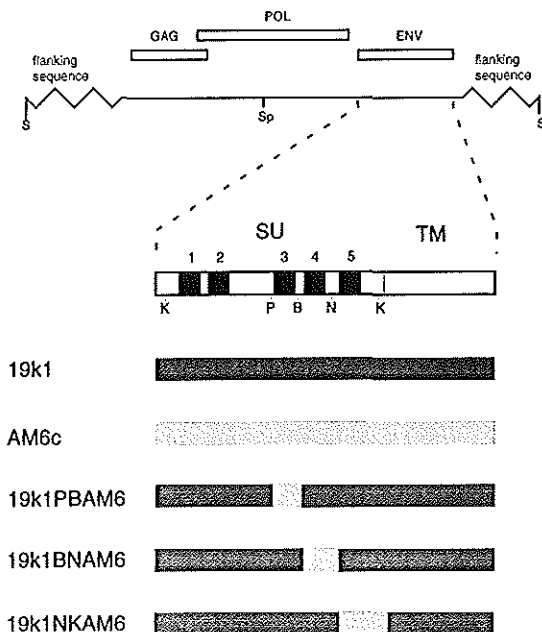 POL
GAG
ENV
flanking
sequence
flanking
sequence
S
Sp
S
SU
TM
1 2 3 4 5
K P B N K
19k1
AM6c
19k1PBAM6
19k1BNAM6
19k1NKAM6